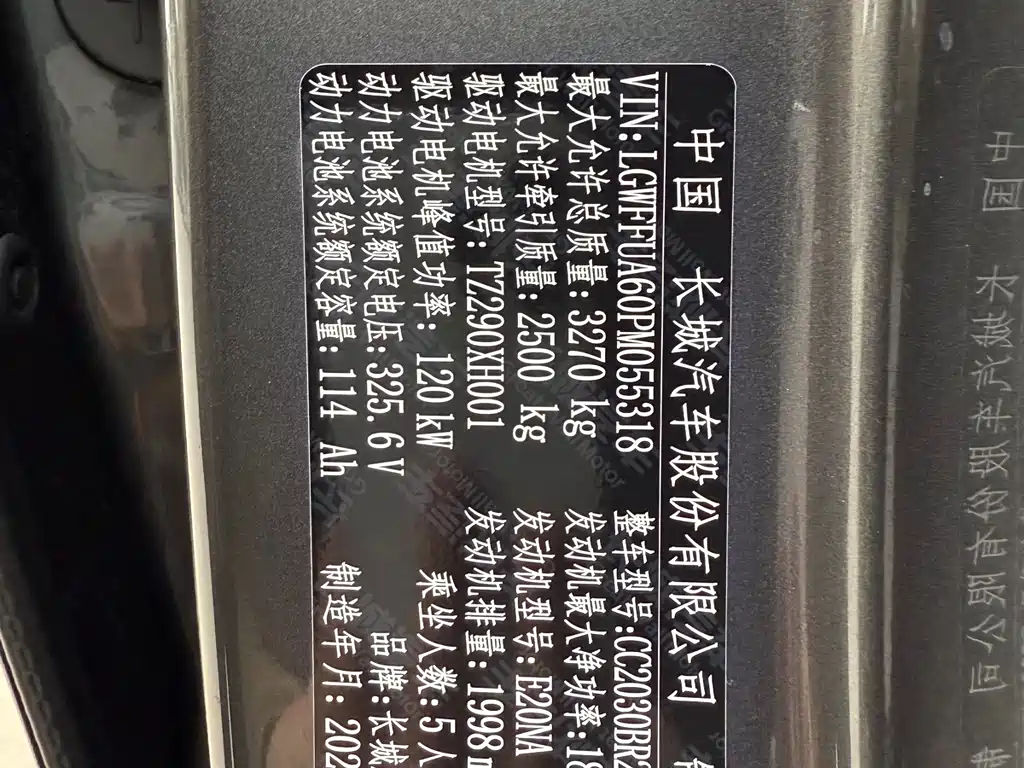 中国 长城汽车股份有限公司
VIN:LGWFFUA60PM055318 整车型号:CC2030BR2
最大允许总质量:3270 kg 发动机最大净功率:18
最大允许牵引质量:2500 kg 发动机型号:E20NA
驱动电机型号:TZ290XH001 发动机排量:1998 m
驱动电机峰值功率:120kW 乘坐人数:5人
动力电池系统额定电压:325.6V 品牌:长城
动力电池系统额定容量:114 Ah 制造年月:202